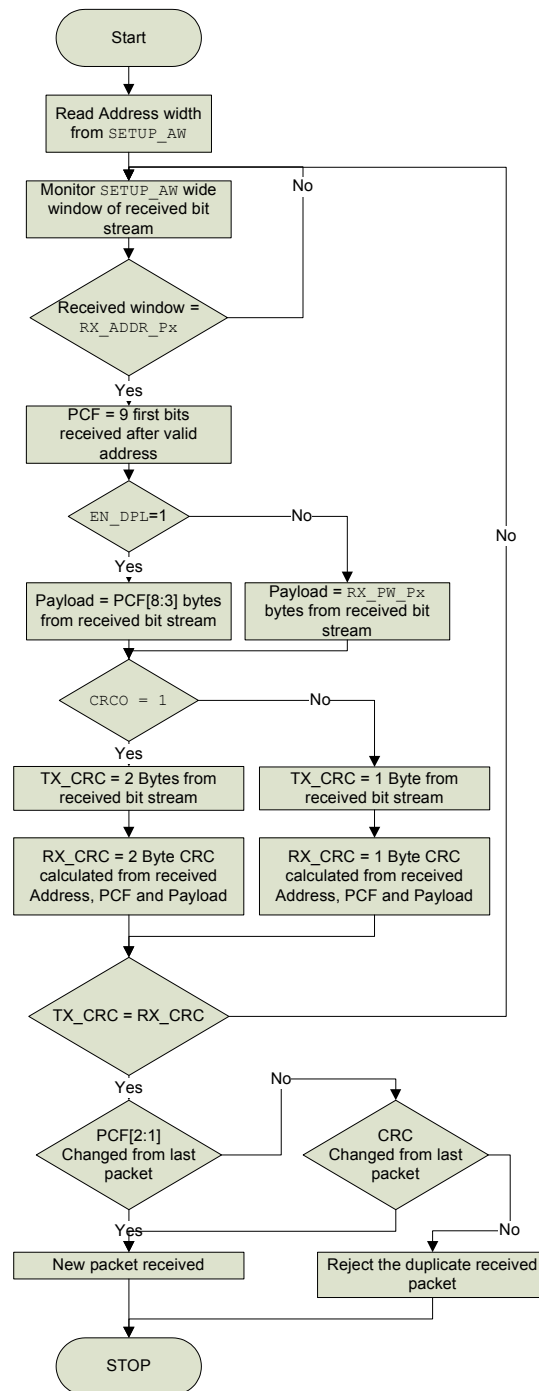 Start
Read Address width
from SETUP_AW
No
Monitor SETUP_AW wide
window of received bit
stream
Received window =
RX_ADDR_Px
Yes
PCF = 9 first bits
received after valid
address
EN_DPL=1
No
No
Yes
Payload = PCF[8:3] bytes
from received bit stream
Payload = RX_PW_Px
bytes from received bit
stream
CRCO = 1
No
Yes
TX_CRC = 2 Bytes from
received bit stream
TX_CRC = 1 Byte from
received bit stream
RX_CRC = 2 Byte CRC
calculated from received
Address, PCF and Payload
RX_CRC = 1 Byte CRC
calculated from received
Address, PCF and Payload
TX_CRC = RX_CRC
Yes
No
PCF[2:1]
Changed from last
packet
CRC
Changed from last
packet
Yes
No
New packet received
Reject the duplicate received
packet
STOP